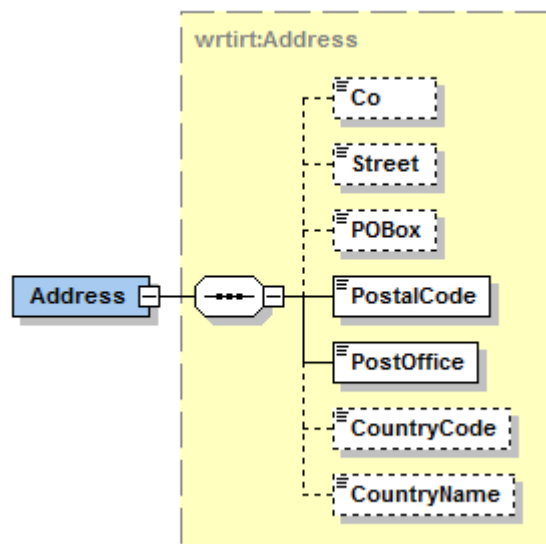 wrtirt:Address
Co
Street
POBox
Address
PostalCode
PostOffice
CountryCode
CountryName